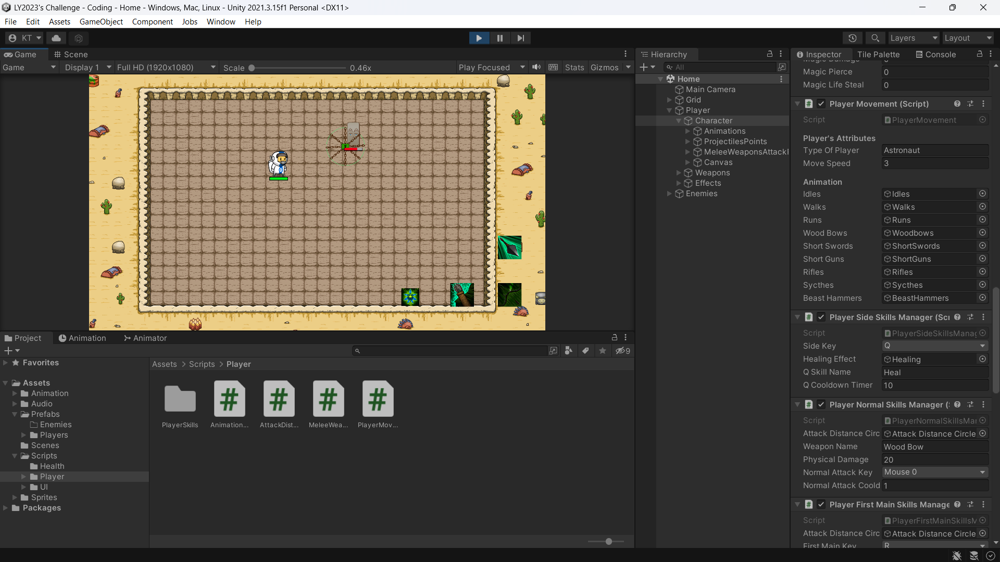 LY2023's Challenge - Coding - Home - Windows, Mac, Linux - Unity 2021.3.15f1 Personal <DX11>
File Edit Assets GameObject Component Jobs Window Help
KT Layers Layout
Game Scene
Game Display 1 Full HD (1920x1080) Scale 0.46x Play Focused Stats Gizmos
Hierarchy
All
Home
Main Camera
Grid
Player
Character
Animations
ProjectilesPoints
MeleeWeaponsAttackI
Canvas
Weapons
Effects
Enemies
Inspector Tile Palette Console
Magic Damage
Magic Pierce 0
Magic Life Steal 0
Player Movement (Script)
Script PlayerMovement
Player's Attributes
Type Of Player Astronaut
Move Speed 3
Animation
Idles Idles
Walks Walks
Runs Runs
Wood Bows Woodbows
Short Swords ShortSwords
Short Guns ShortGuns
Rifles Rifles
Sycthes Sycthes
Beast Hammers BeastHammers
Player Side Skills Manager (Scr
Script PlayerSideSkillsManag
Side Key Q
Healing Effect Healing
Q Skill Name Heal
Q Cooldown Timer 10
Player Normal Skills Manager (S
Script PlayerNormalSkillsMar
Attack Distance Circ Attack Distance Circle
Weapon Name Wood Bow
Physical Damage 20
Normal Attack Key Mouse 0
Normal Attack Coold 1
Player First Main Skills Manage
Script PlayerFirstMainSkillsM
Attack Distance Circ Attack Distance Circle
First Main Key R
Project Animation Animator
9
Favorites
Assets
Animation
Audio
Prefabs
Enemies
Players
Scenes
Scripts
Health
Player
UI
Sprites
Packages
Assets > Scripts > Player
PlayerSkills Animation... AttackDist... MeleeWea... PlayerMov...